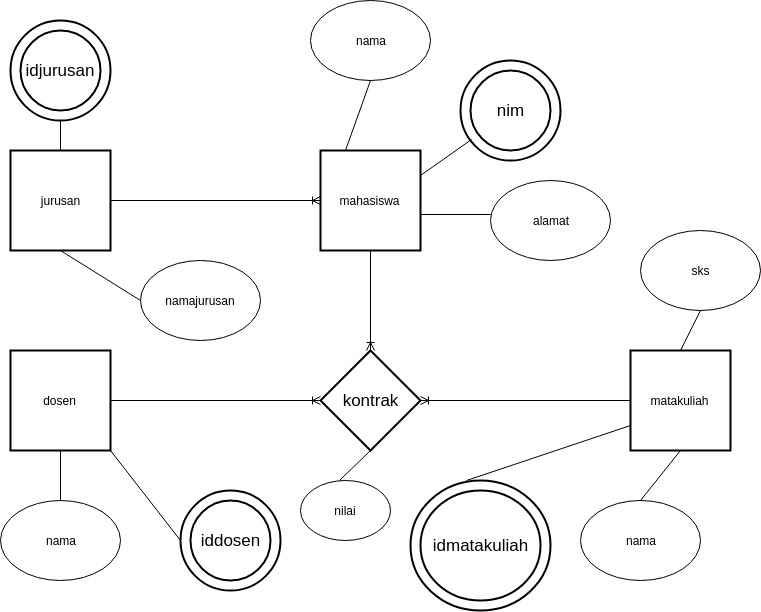 nama
idjurusan
nim
jurusan
mahasiswa
alamat
sks
namajurusan
dosen
kontrak
matakuliah
nilai
nama
iddosen
idmatakuliah
nama